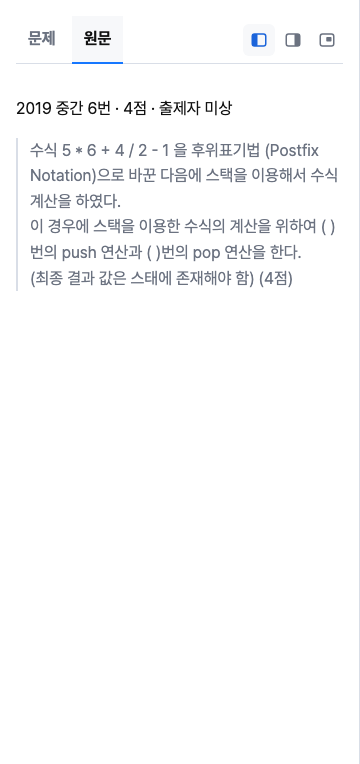 문제 원문
2019 중간 6번 · 4점 · 출제자 미상
수식 5 * 6 + 4 / 2 - 1 을 후위표기법 (Postfix
Notation)으로 바꾼 다음에 스택을 이용해서 수식
계산을 하였다.
이 경우에 스택을 이용한 수식의 계산을 위하여 ( )
번의 push 연산과 ( )번의 pop 연산을 한다.
(최종 결과 값은 스태에 존재해야 함) (4점)